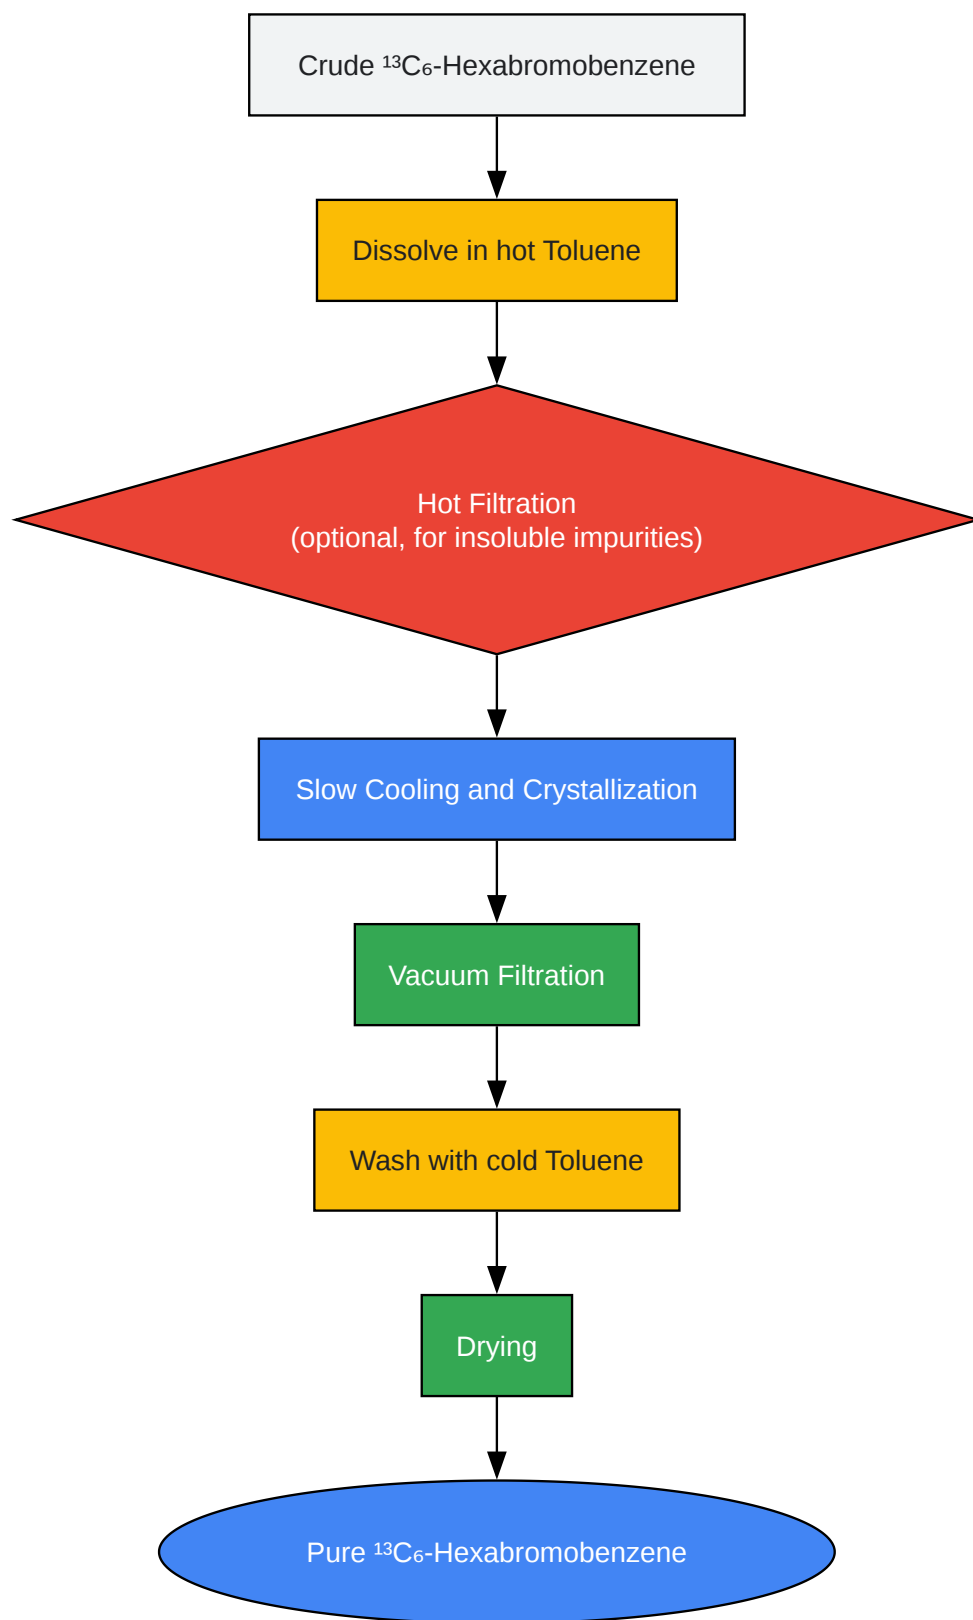 Crude ¹³C₆-Hexabromobenzene
Dissolve in hot Toluene
Hot Filtration
(optional, for insoluble impurities)
Slow Cooling and Crystallization
Vacuum Filtration
Wash with cold Toluene
Drying
Pure ¹³C₆-Hexabromobenzene